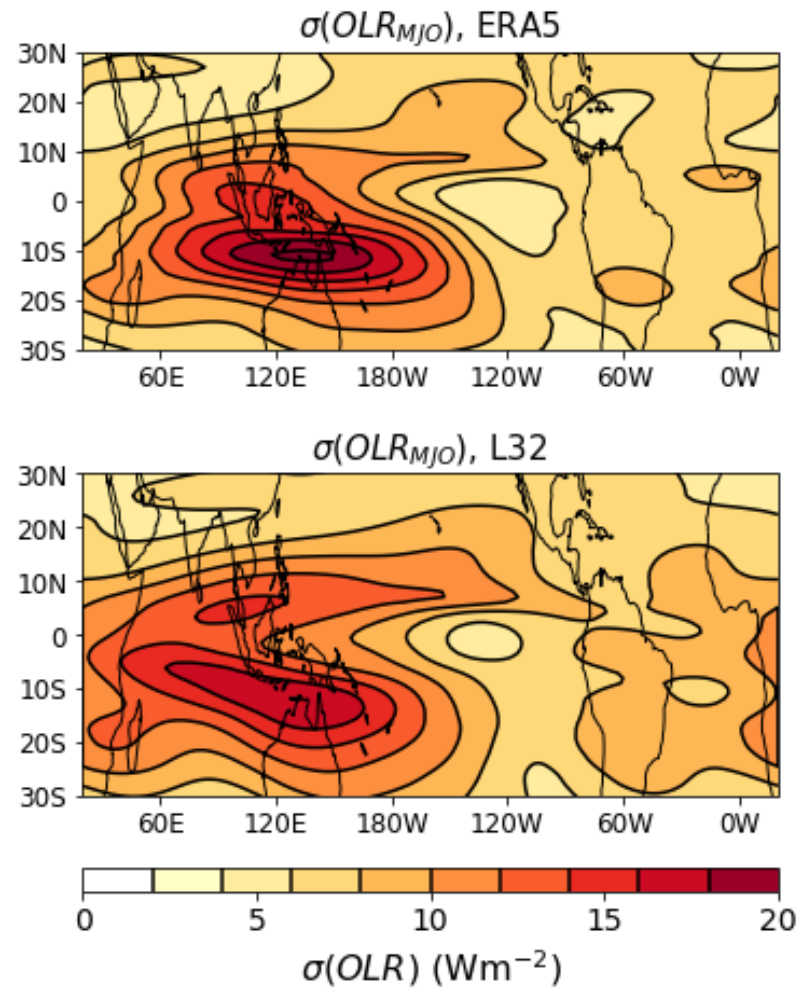 σ(OLR_MJO), ERA5
30N
20N
10N
0
10S
20S
30S
60E 120E 180W 120W 60W 0W
σ(OLR_MJO), L32
30N
20N
10N
0
10S
20S
30S
60E 120E 180W 120W 60W 0W
0 5 10 15 20
σ(OLR) (Wm⁻²)